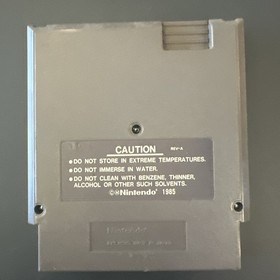 CAUTION REV-A
●DO NOT STORE IN EXTREME TEMPERATURES.
●DO NOT IMMERSE IN WATER.
●DO NOT CLEAN WITH BENZENE, THINNER,
ALCOHOL OR OTHER SUCH SOLVENTS.
©®Nintendo® 1985